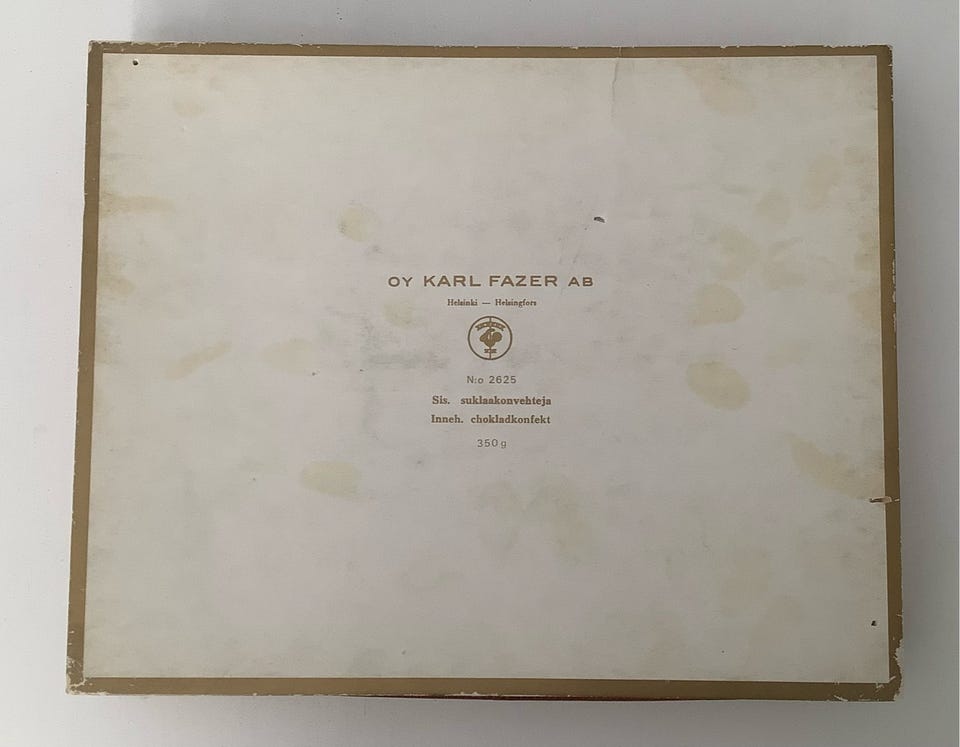 OY KARL FAZER AB
Helsinki — Helsingfors
N:o 2625
Sis. suklaakonvehteja
Inneh. chokladkonfekt
350 g